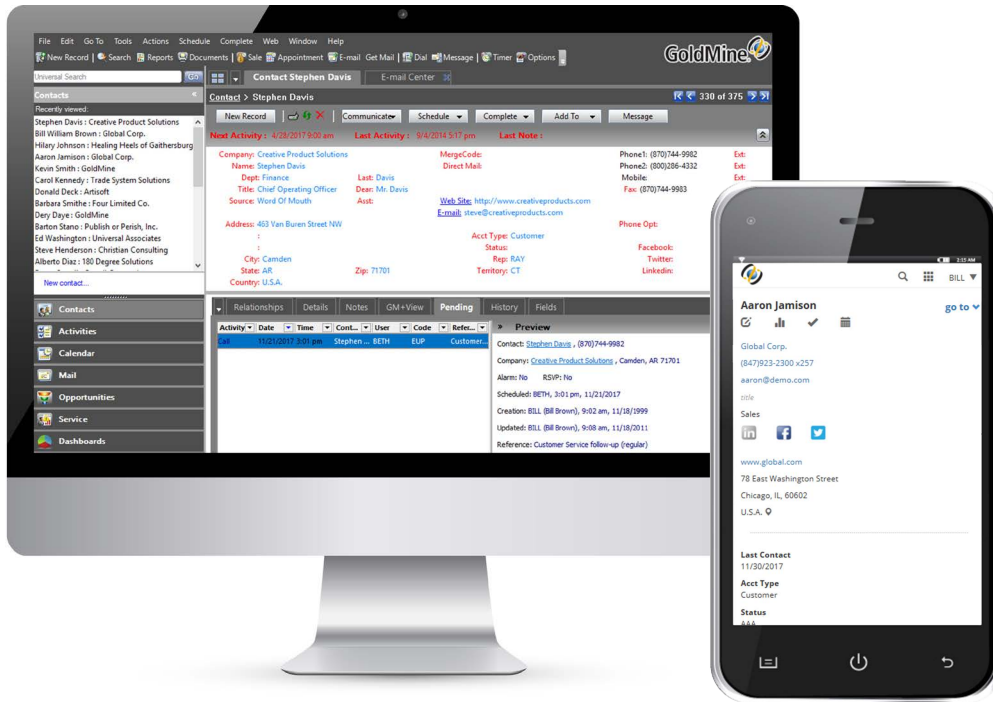 File Edit Go To Tools Actions Schedule Complete Web Window Help
New Record Search Reports Documents Sale Appointment E-mail Get Mail Dial Message Timer Options
GoldMine
Universal Search Go
Contact Stephen Davis E-mail Center
Contacts
Recently viewed:
Stephen Davis : Creative Product Solutions
Bill William Brown : Global Corp.
Hilary Johnson : Healing Heels of Gaithersburg
Aaron Jamison : Global Corp.
Kevin Smith : GoldMine
Carol Kennedy : Trade System Solutions
Donald Deck : Artisoft
Barbara Smithe : Four Limited Co.
Dery Daye : GoldMine
Barton Stano : Publish or Perish, Inc.
Ed Washington : Universal Associates
Steve Henderson : Christian Consulting
Alberto Diaz : 180 Degree Solutions
New contact...
Contacts
Activities
Calendar
Mail
Opportunities
Service
Dashboards
Contact > Stephen Davis 330 of 375
New Record Communicate Schedule Complete Add To Message
Next Activity : 4/28/2017 9:00 am Last Activity : 9/4/2014 5:17 pm Last Note :
Company: Creative Product Solutions MergeCode: Phone1: (870)744-9982 Ext:
Name: Stephen Davis Direct Mail: Phone2: (800)286-4332 Ext:
Dept: Finance Last: Davis Mobile: Ext:
Title: Chief Operating Officer Dear: Mr. Davis Fax: (870)744-9983
Source: Word Of Mouth Asst: Web Site: http://www.creativeproducts.com
E-mail: steve@creativeproducts.com
Address: 463 Van Buren Street NW Phone Opt:
: Acct Type: Customer
: Status: Facebook:
City: Camden Rep: RAY Twitter:
State: AR Zip: 71701 Territory: CT Linkedin:
Country: U.S.A.
Relationships Details Notes GM+View Pending History Fields
Activity Date Time Cont... User Code Refer...
Call 11/21/2017 3:01 pm Stephen ... BETH EUP Customer...
» Preview
Contact: Stephen Davis , (870)744-9982
Company: Creative Product Solutions , Camden, AR 71701
Alarm: No RSVP: No
Scheduled: BETH, 3:01 pm, 11/21/2017
Creation: BILL (Bill Brown), 9:02 am, 11/18/1999
Updated: BILL (Bill Brown), 9:08 am, 11/18/2011
Reference: Customer Service follow-up (regular)
3:15 AM
BILL
Aaron Jamison go to
Global Corp.
(847)923-2300 x257
aaron@demo.com
title
Sales
in f
www.global.com
78 East Washington Street
Chicago, IL, 60602
U.S.A.
Last Contact
11/30/2017
Acct Type
Customer
Status
AAA